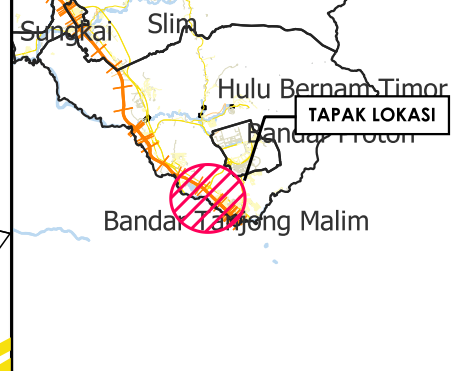 Slim
Sungkai
Hulu Bernam Timor
TAPAK LOKASI
Bandar Proton
Bandar Tanjong Malim